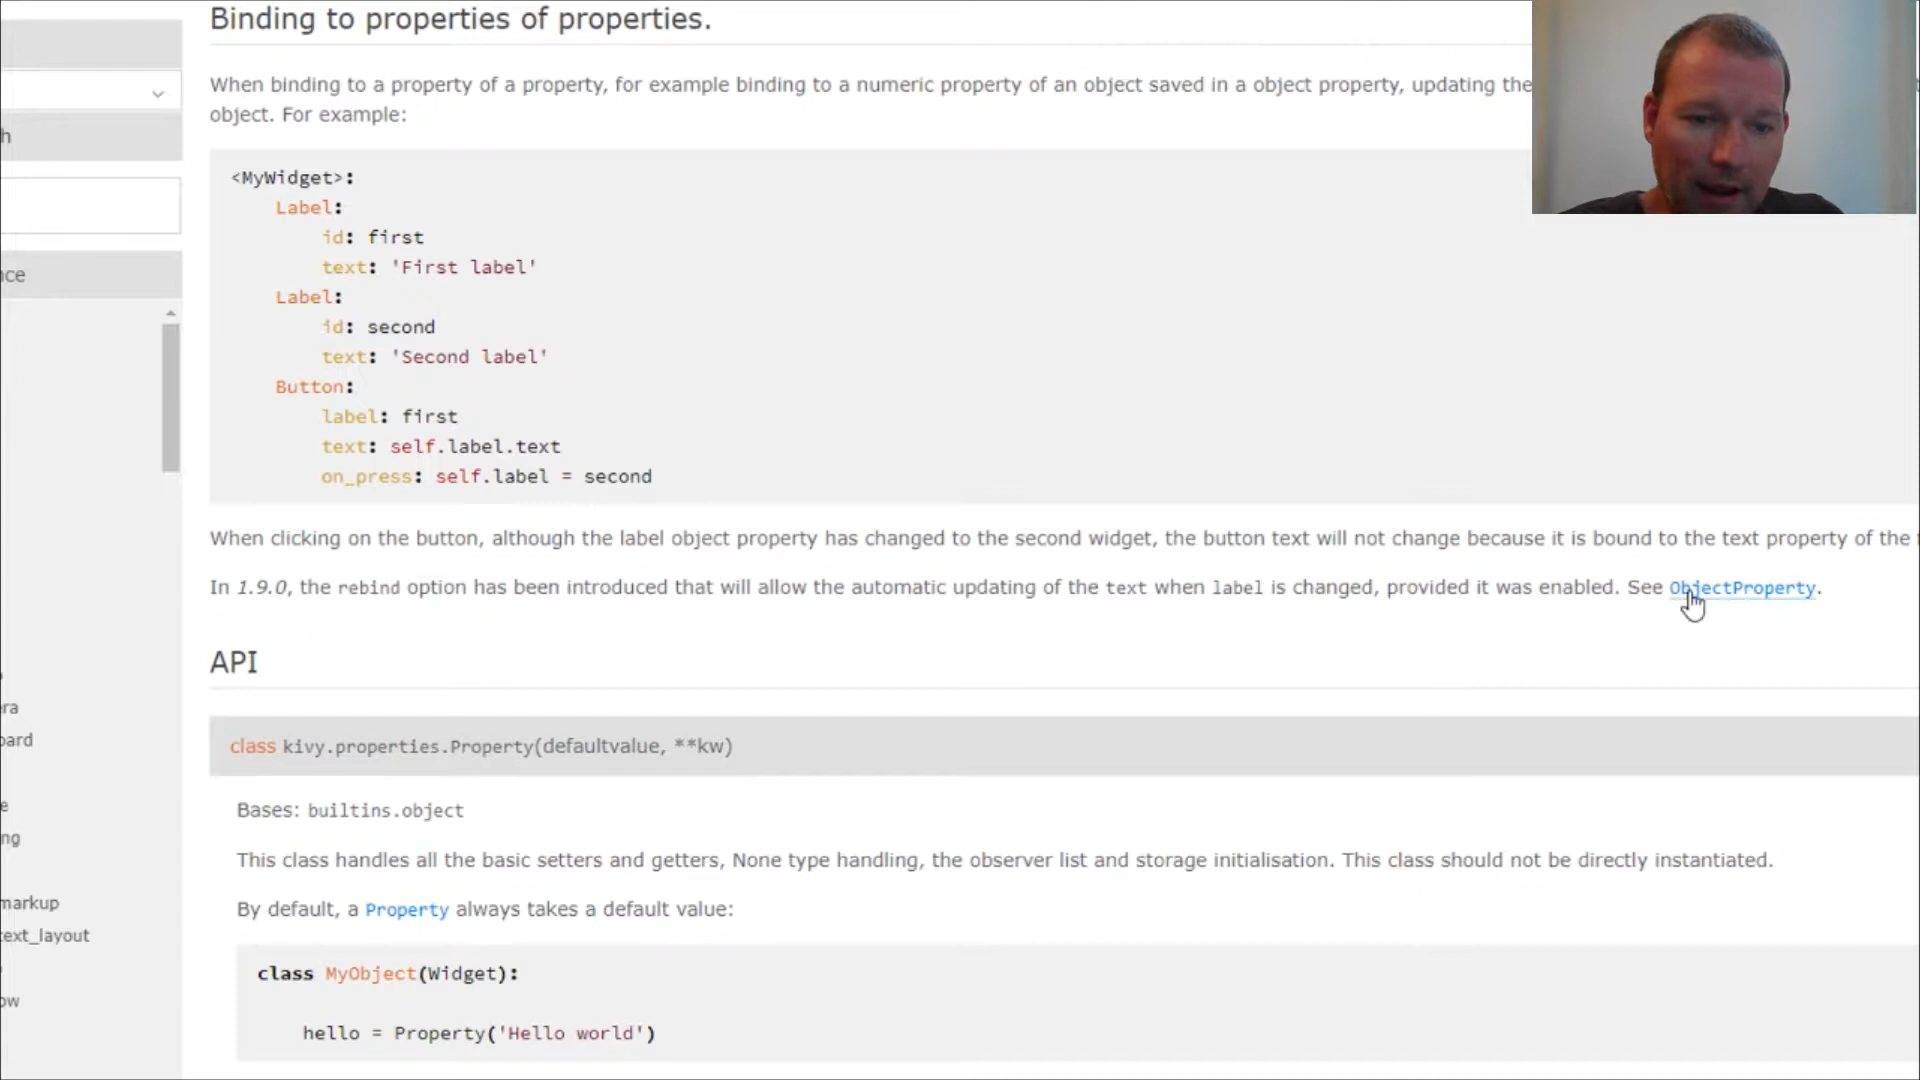 Binding to properties of properties.
When binding to a property of a property, for example binding to a numeric property of an object saved in a object property, updating the
object. For example:
<MyWidget>:
Label:
id: first
text: 'First label'
Label:
id: second
text: 'Second label'
Button:
label: first
text: self.label.text
on_press: self.label = second
When clicking on the button, although the label object property has changed to the second widget, the button text will not change because it is bound to the text property of the
In 1.9.0, the rebind option has been introduced that will allow the automatic updating of the text when label is changed, provided it was enabled. See ObjectProperty.
API
class kivy.properties.Property(defaultvalue, **kw)
Bases: builtins.object
This class handles all the basic setters and getters, None type handling, the observer list and storage initialisation. This class should not be directly instantiated.
By default, a Property always takes a default value:
class MyObject(Widget):
hello = Property('Hello world')
h
nce
era
oard
e
ng
markup
text_layout
ow